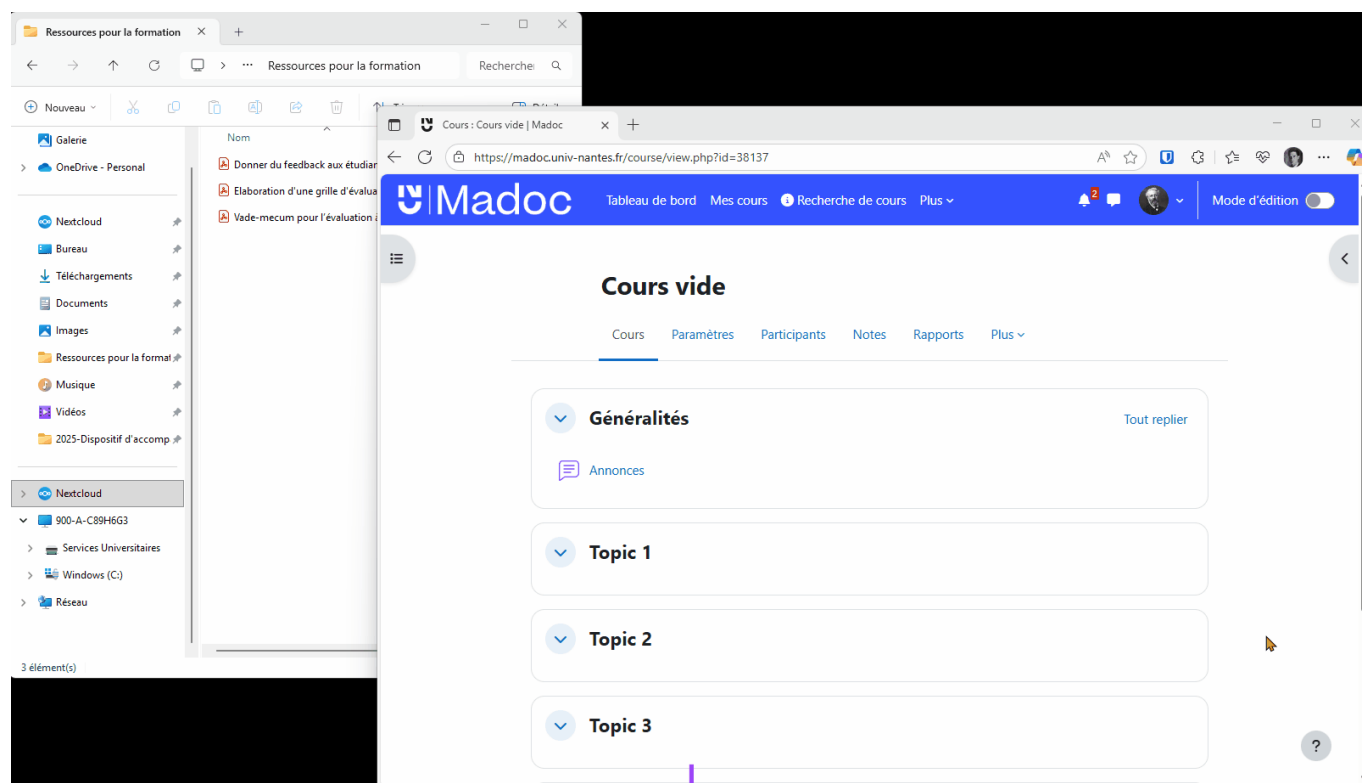 Ressources pour la formation
Ressources pour la formation
Nouveau
Galerie
OneDrive - Personal
Nextcloud
Bureau
Téléchargements
Documents
Images
Ressources pour la format
Musique
Vidéos
2025-Dispositif d'accomp
Nextcloud
900-A-C89H6G3
Services Universitaires
Windows (C:)
Réseau
3 élément(s)
Nom
Donner du feedback aux étudian
Elaboration d'une grille d'évalua
Vade-mecum pour l'évaluation
Cours : Cours vide | Madoc
https://madoc.univ-nantes.fr/course/view.php?id=38137
Madoc
Tableau de bord Mes cours Recherche de cours Plus
2
Mode d'édition
Cours vide
Cours Paramètres Participants Notes Rapports Plus
Généralités
Tout replier
Annonces
Topic 1
Topic 2
Topic 3
?